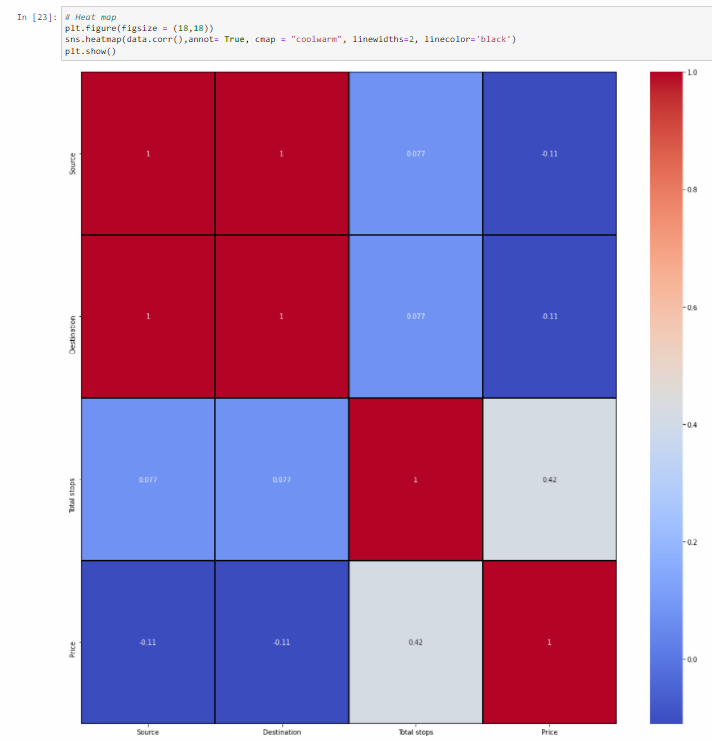 In [23]: # Heat map
plt.figure(figsize = (18,18))
sns.heatmap(data.corr(),annot= True, cmap = "coolwarm", linewidths=2, linecolor='black')
plt.show()
1.0
Source 1 1 0.077 -0.11
0.8
Destination 1 1 0.077 -0.11
0.6
0.4
Total stops 0.077 0.077 1 0.42
0.2
Price -0.11 -0.11 0.42 1
0.0
Source Destination Total stops Price